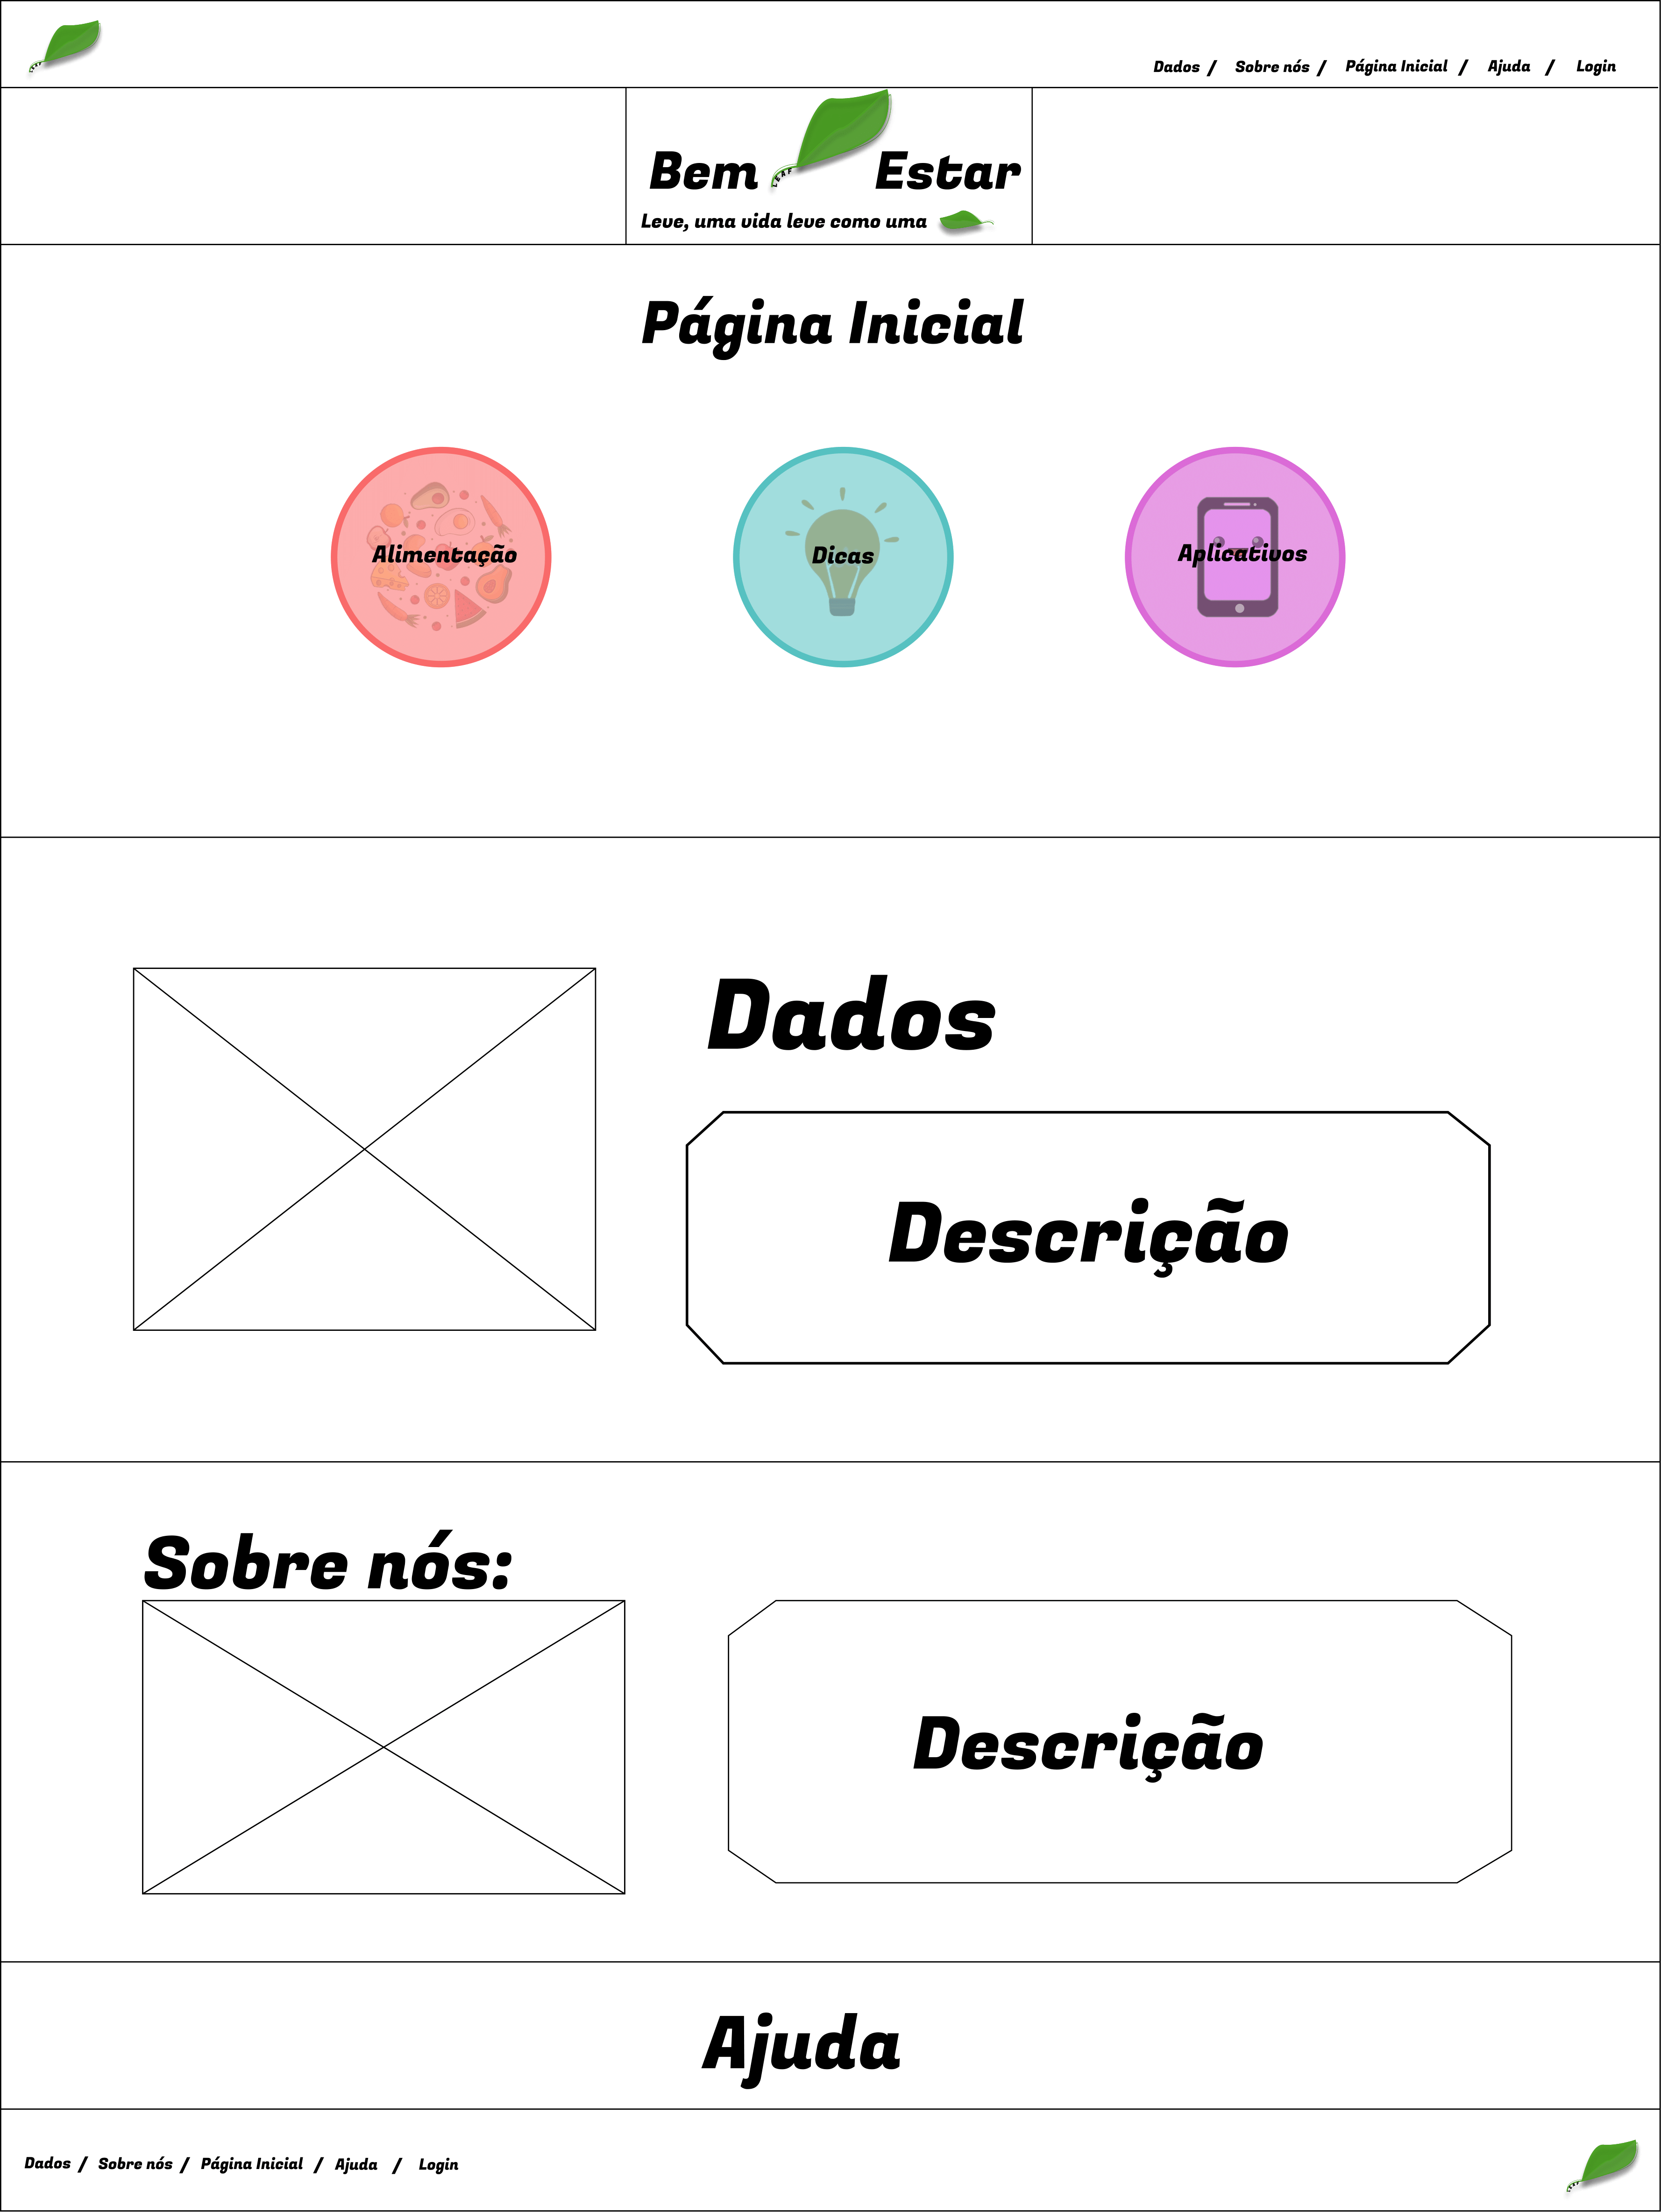 Dados / Sobre nós / Página Inicial / Ajuda / Login
Bem LEAF Estar
Leve, uma vida leve como uma
Página Inicial
Alimentação
Dicas
Aplicativos
Dados
Descrição
Sobre nós:
Descrição
Ajuda
Dados / Sobre nós / Página Inicial / Ajuda / Login